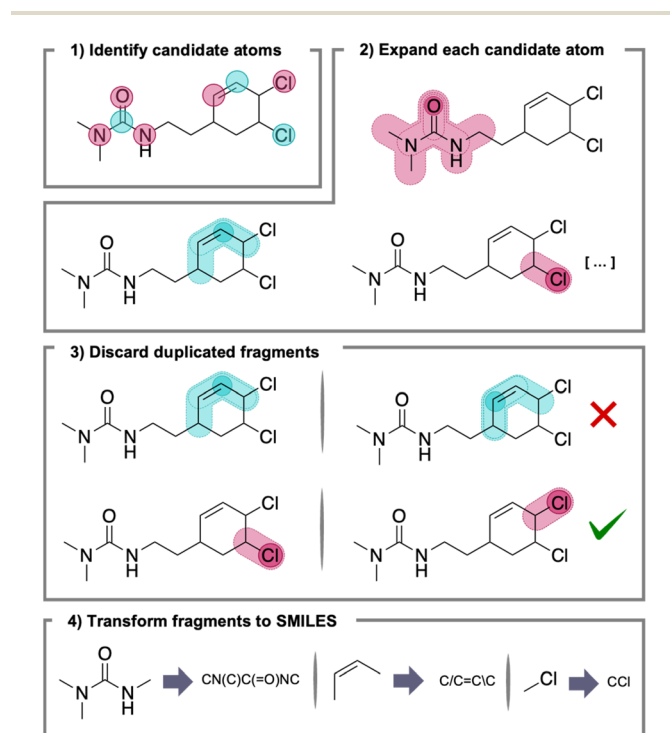 1) Identify candidate atoms
2) Expand each candidate atom
O
N
N
H
Cl
Cl
O
N
N
H
Cl
Cl
O
N
N
H
Cl
Cl
O
N
N
H
Cl
Cl
[ ... ]
3) Discard duplicated fragments
O
N
N
H
Cl
Cl
O
N
N
H
Cl
Cl
O
N
N
H
Cl
Cl
O
N
N
H
Cl
Cl
4) Transform fragments to SMILES
O
N
N
H
CN(C)C(=O)NC
C/C=C\C
Cl
CCl